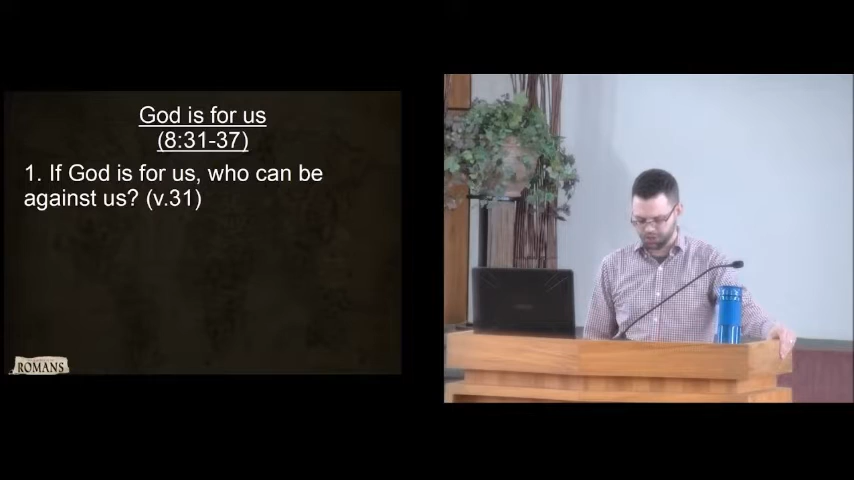 God is for us
(8:31-37)
1. If God is for us, who can be
against us? (v.31)
ROMANS